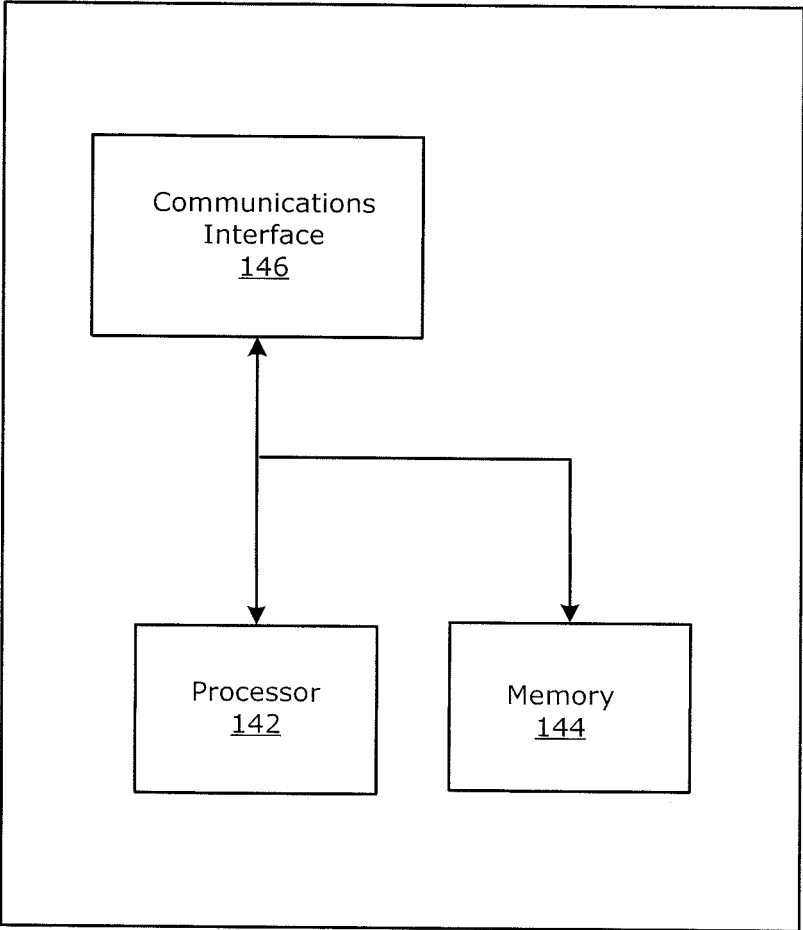 Communications
Interface
146
Processor
142
Memory
144